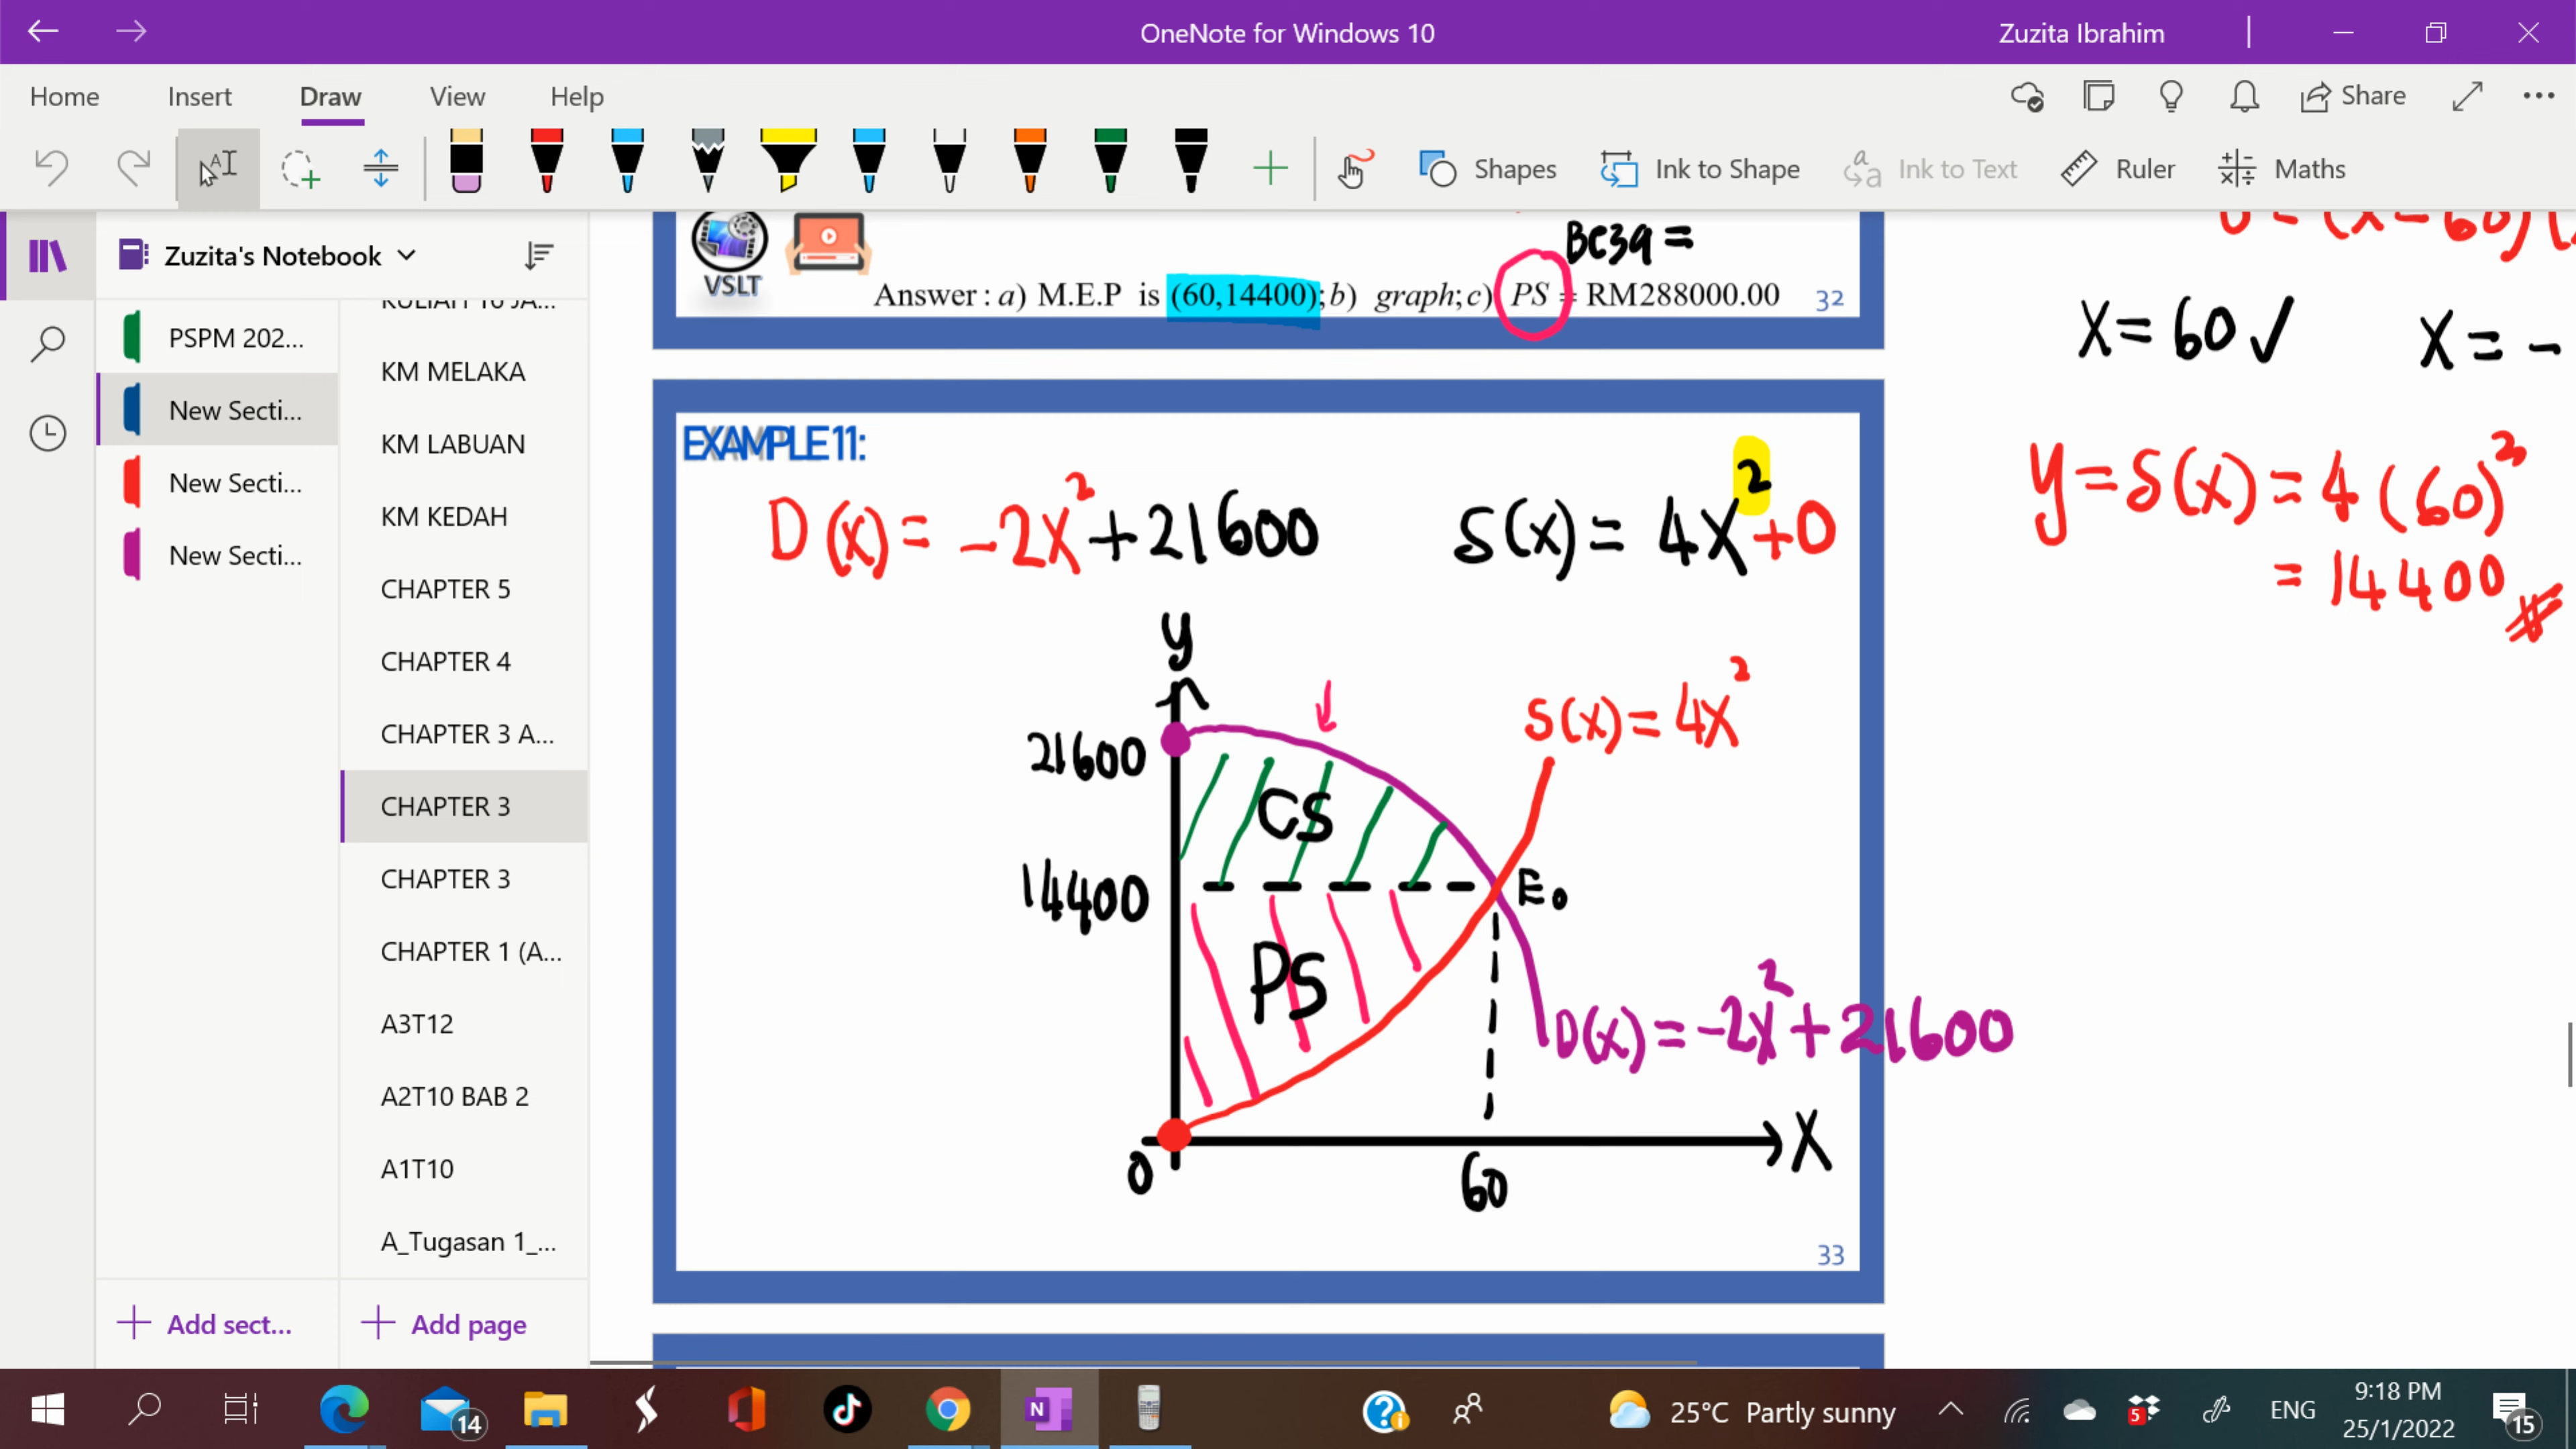 OneNote for Windows 10
Zuzita Ibrahim
Home Insert Draw View Help
Share
Shapes Ink to Shape Ink to Text Ruler Maths
Zuzita's Notebook
PSPM 202...
New Secti...
New Secti...
New Secti...
KM MELAKA
KM LABUAN
KM KEDAH
CHAPTER 5
CHAPTER 4
CHAPTER 3 A...
CHAPTER 3
CHAPTER 3
CHAPTER 1 (A...
A3T12
A2T10 BAB 2
A1T10
A_Tugasan 1_...
Add sect...
Add page
VSLT
Answer : a) M.E.P is (60,14400); b) graph; c) PS = RM288000.00 32
X = 60 ✓ X = -
y = S(x) = 4 (60)²
= 14400
EXAMPLE 11:
D(x) = -2x² + 21600 S(x) = 4x² + 0
y
S(x) = 4x²
21600
CS
14400
E₀
PS
D(x) = -2x² + 21600
0
60
X
33
14
25°C Partly sunny
5
ENG
9:18 PM
25/1/2022
15